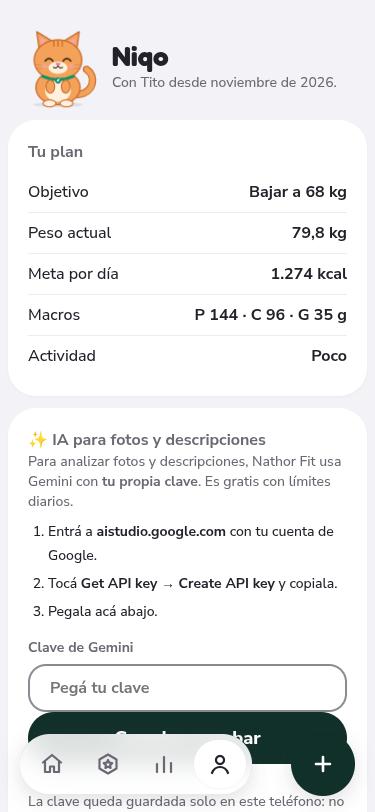 Niqo
Con Tito desde noviembre de 2026.
Tu plan
Objetivo Bajar a 68 kg
Peso actual 79,8 kg
Meta por día 1.274 kcal
Macros P 144 · C 96 · G 35 g
Actividad Poco
✨ IA para fotos y descripciones
Para analizar fotos y descripciones, Nathor Fit usa
Gemini con tu propia clave. Es gratis con límites
diarios.
1. Entrá a aistudio.google.com con tu cuenta de
Google.
2. Tocá Get API key → Create API key y copiala.
3. Pegala acá abajo.
Clave de Gemini
Pegá tu clave
La clave queda guardada solo en este teléfono: no